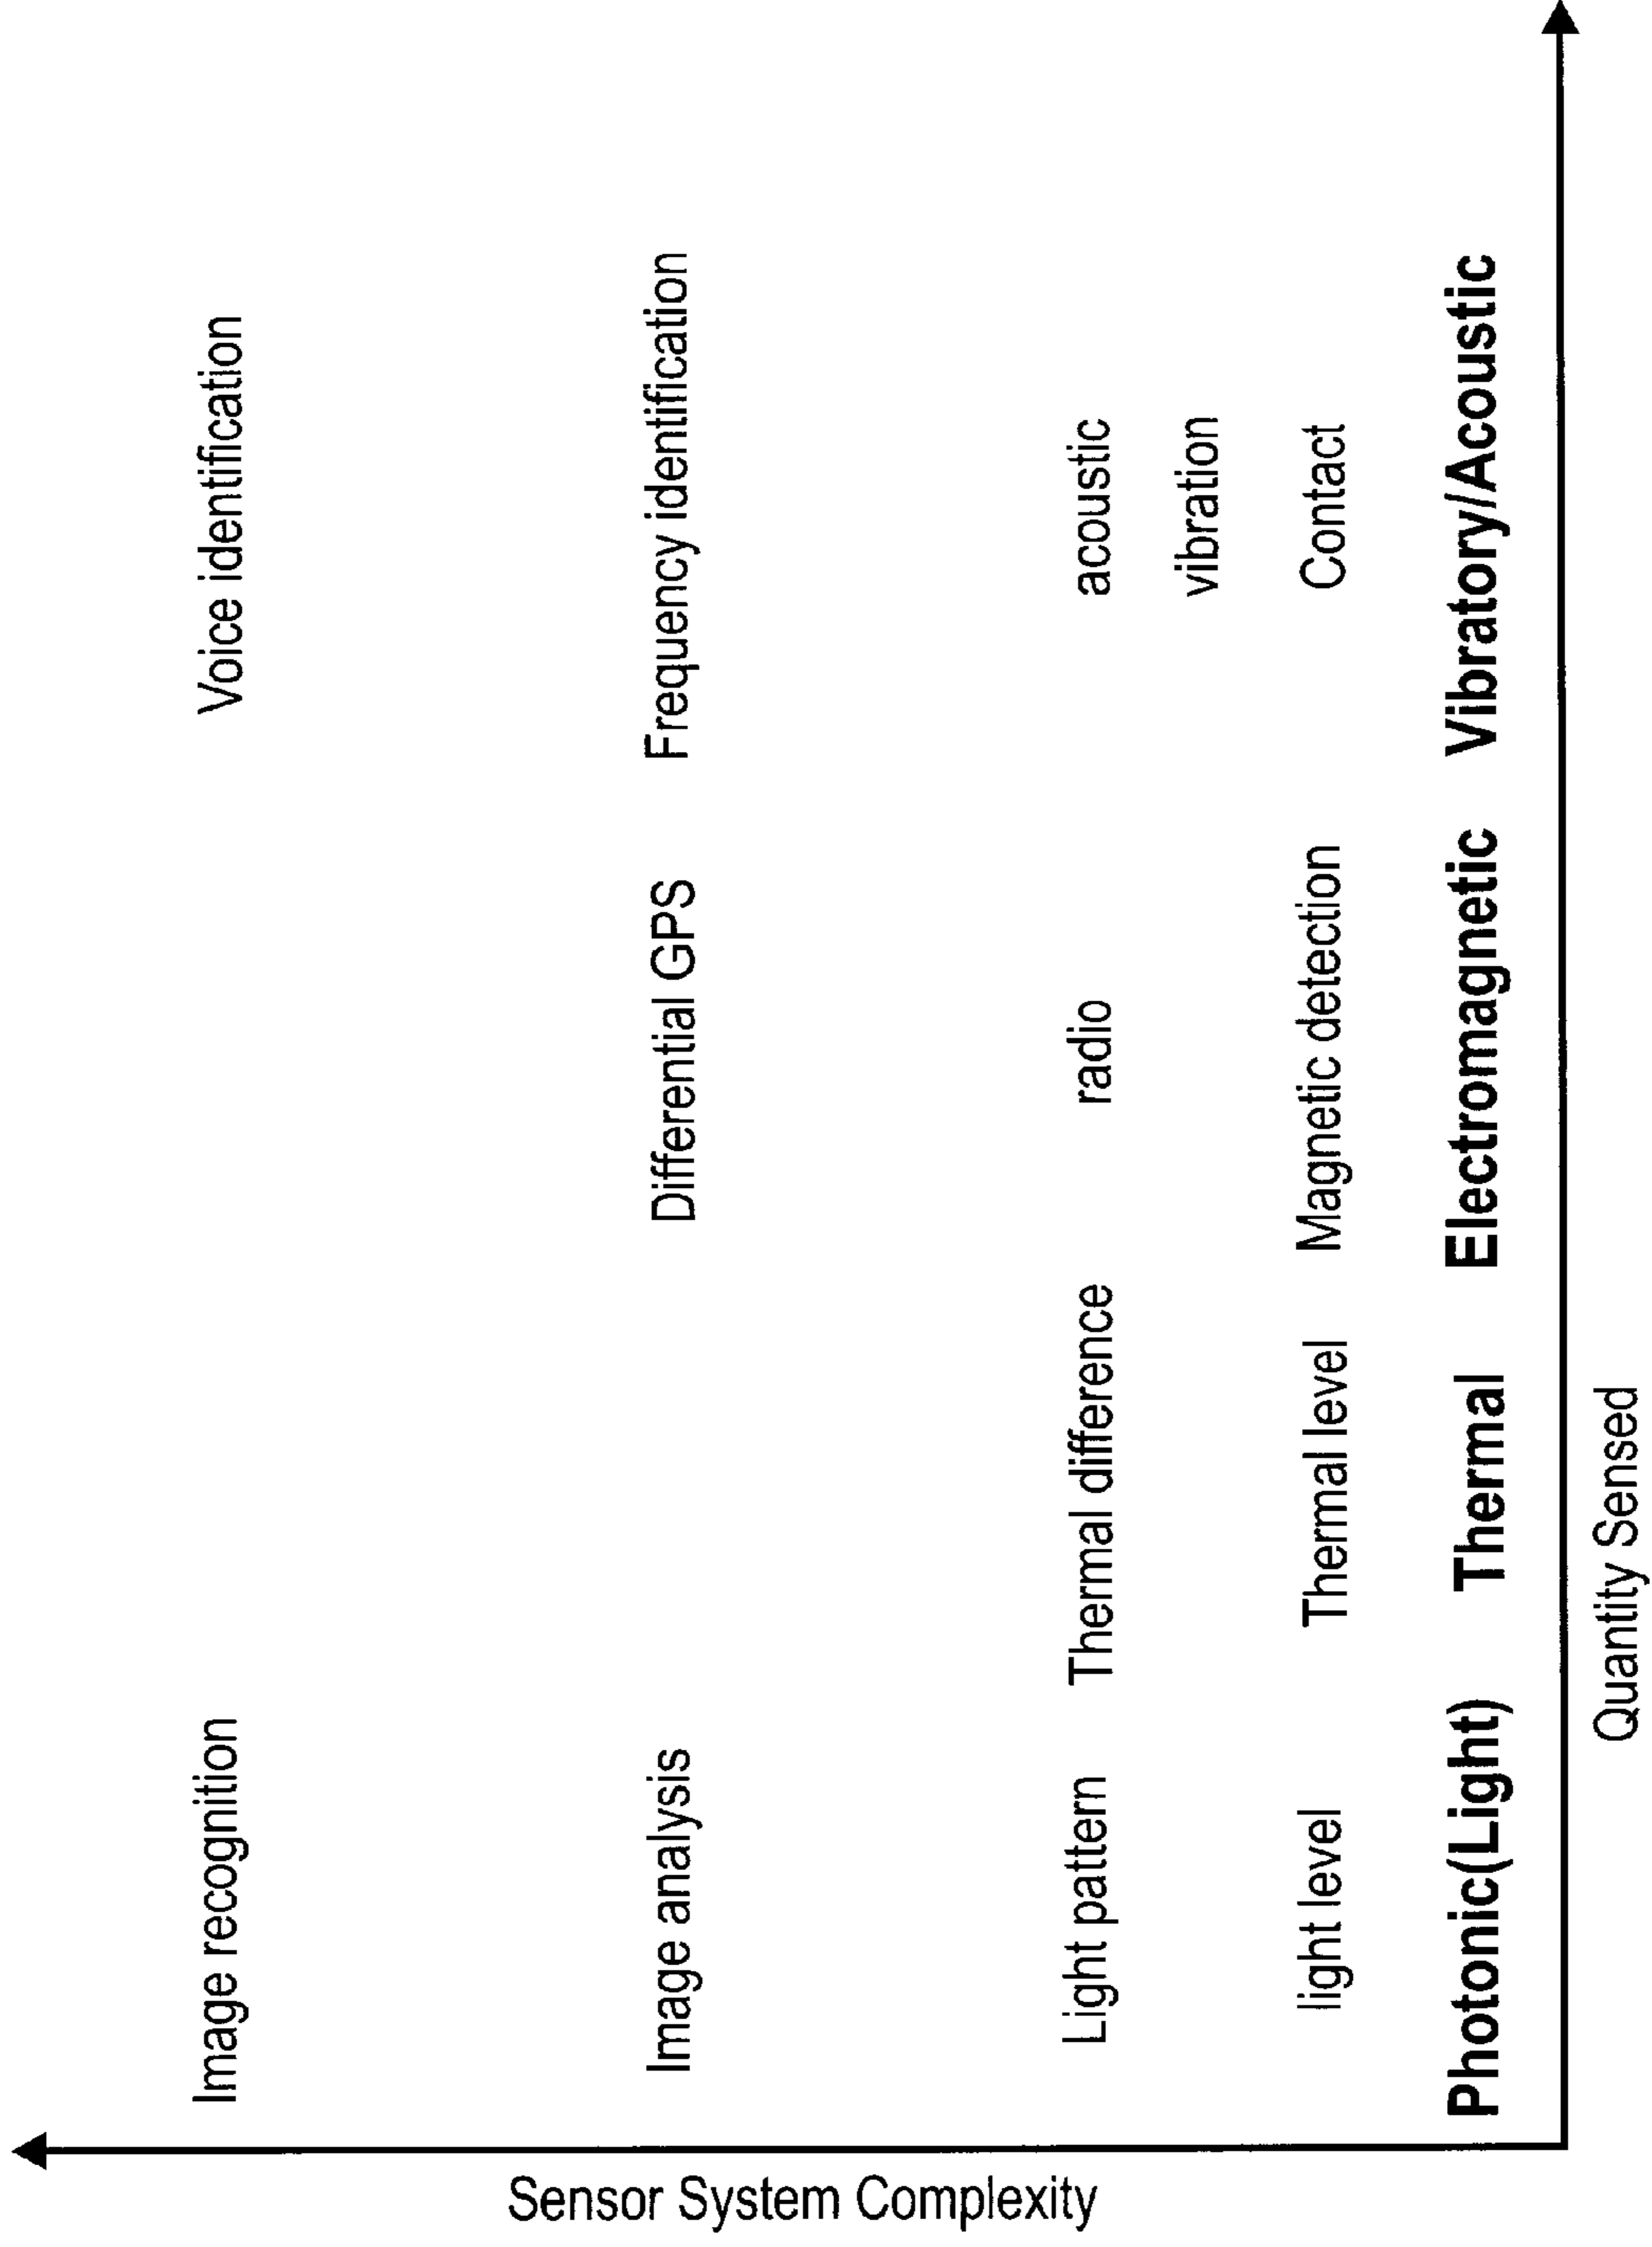 Image recognition
Voice identification
Image analysis
Differential GPS
Frequency identification
Light pattern
Thermal difference
radio
acoustic
vibration
light level
Thermal level
Magnetic detection
Contact
Photonic(Light)
Thermal
Electromagnetic
Vibratory/Acoustic
Quantity Sensed
Sensor System Complexity